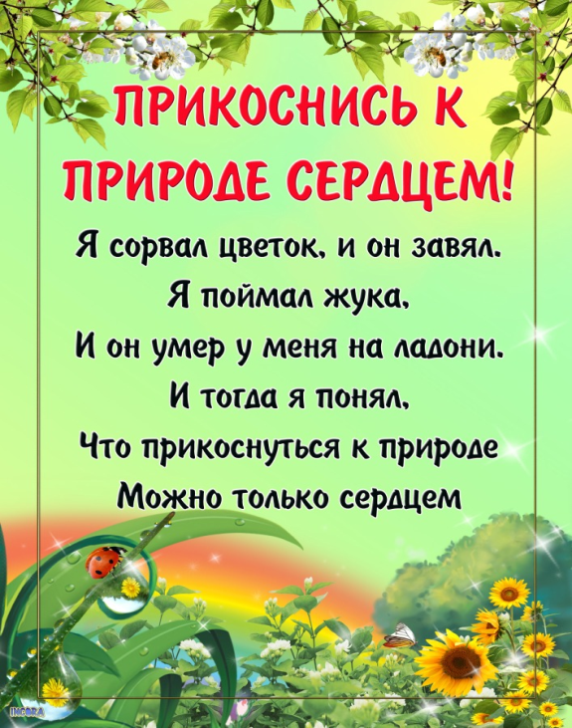 ПРИКОСНИСЬ К
ПРИРОДЕ СЕРДЦЕМ!
Я сорвал цветок, и он завял.
Я поймал жука,
И он умер у меня на ладони.
И тогда я понял,
Что прикоснуться к природе
Можно только сердцем